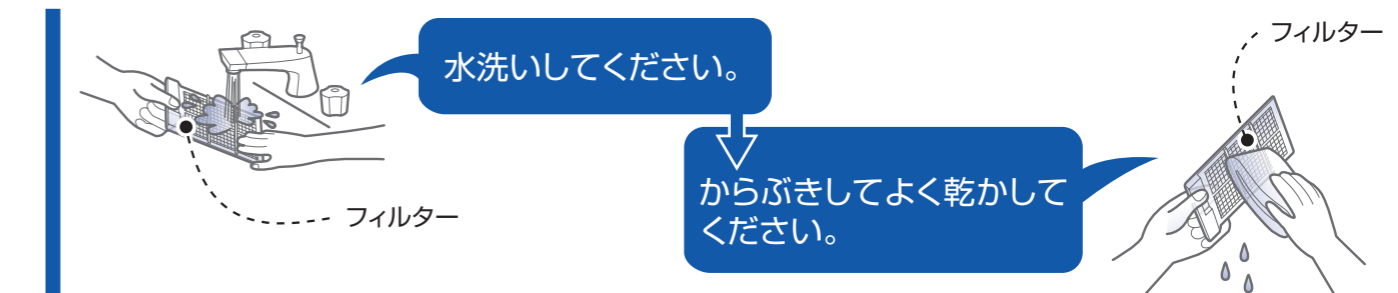 水洗いしてください。
フィルター
からぶきしてよく乾かして
ください。
フィルター